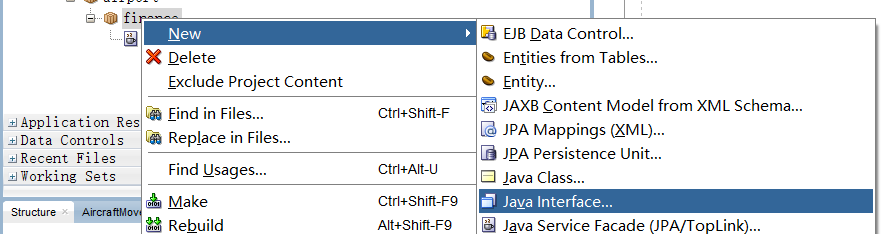 finance
New
Delete
Exclude Project Content
Find in Files... Ctrl+Shift-F
Replace in Files...
Find Usages... Ctrl+Alt-U
Make Ctrl+Shift-F9
Rebuild Alt+Shift-F9
EJB Data Control...
Entities from Tables...
Entity...
JAXB Content Model from XML Schema...
JPA Mappings (XML)...
JPA Persistence Unit...
Java Class...
Java Interface...
Java Service Facade (JPA/TopLink)...
Application Res
Data Controls
Recent Files
Working Sets
Structure
AircraftMove